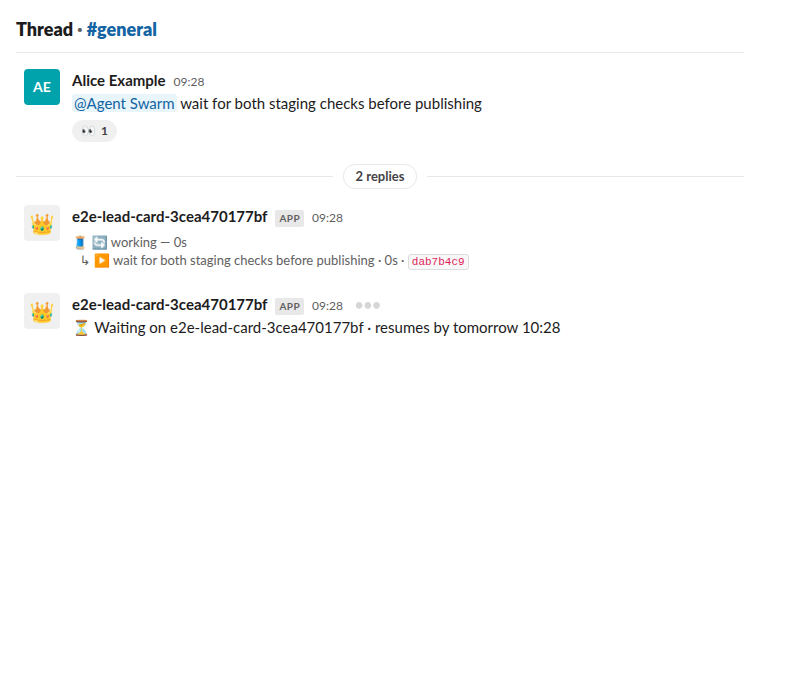 Thread • #general
AE
Alice Example 09:28
@Agent Swarm wait for both staging checks before publishing
👀 1
2 replies
e2e-lead-card-3cea470177bf APP 09:28
🧵 🔄 working — 0s
↳ ▶️ wait for both staging checks before publishing · 0s · dab7b4c9
e2e-lead-card-3cea470177bf APP 09:28
⏳ Waiting on e2e-lead-card-3cea470177bf · resumes by tomorrow 10:28